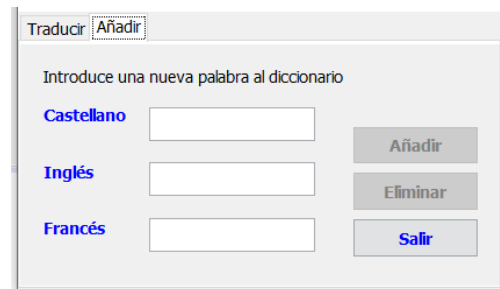 Traducir Añadir
Introduce una nueva palabra al diccionario
Castellano
Añadir
Inglés
Eliminar
Francés
Salir